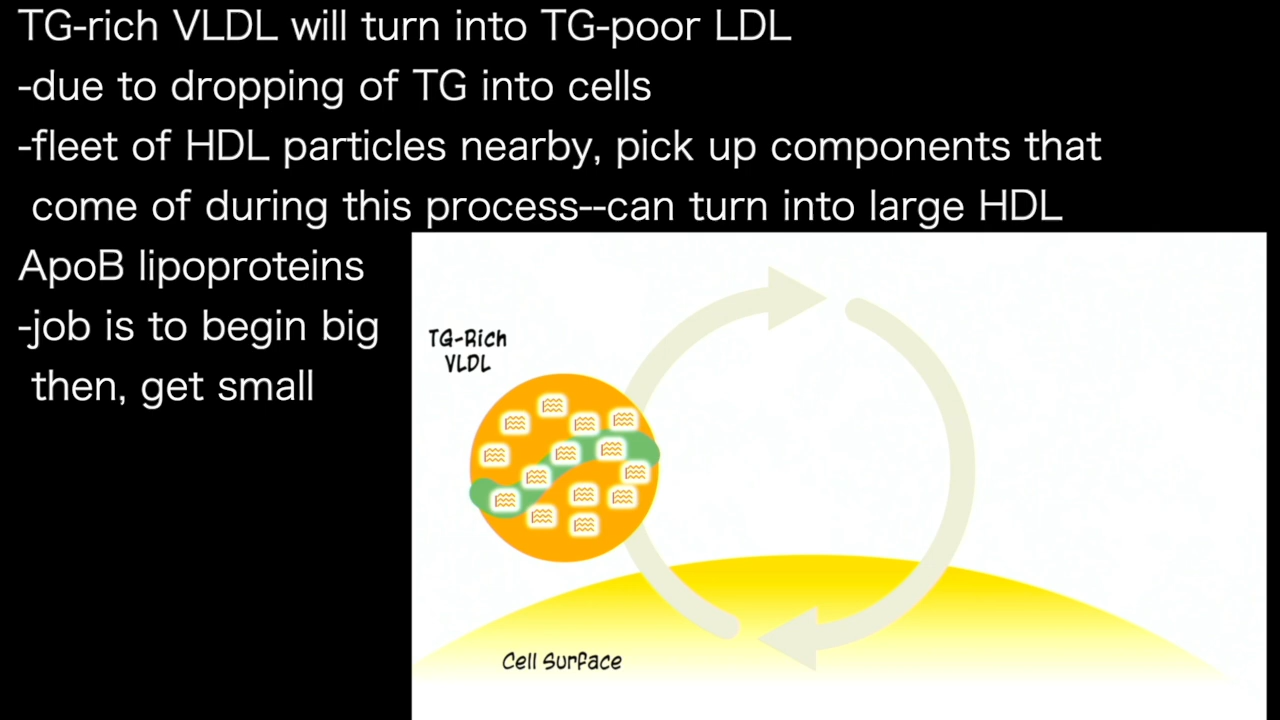 TG-rich VLDL will turn into TG-poor LDL
-due to dropping of TG into cells
-fleet of HDL particles nearby, pick up components that
come of during this process--can turn into large HDL
ApoB lipoproteins
-job is to begin big
then, get small
TG-Rich
VLDL
Cell Surface